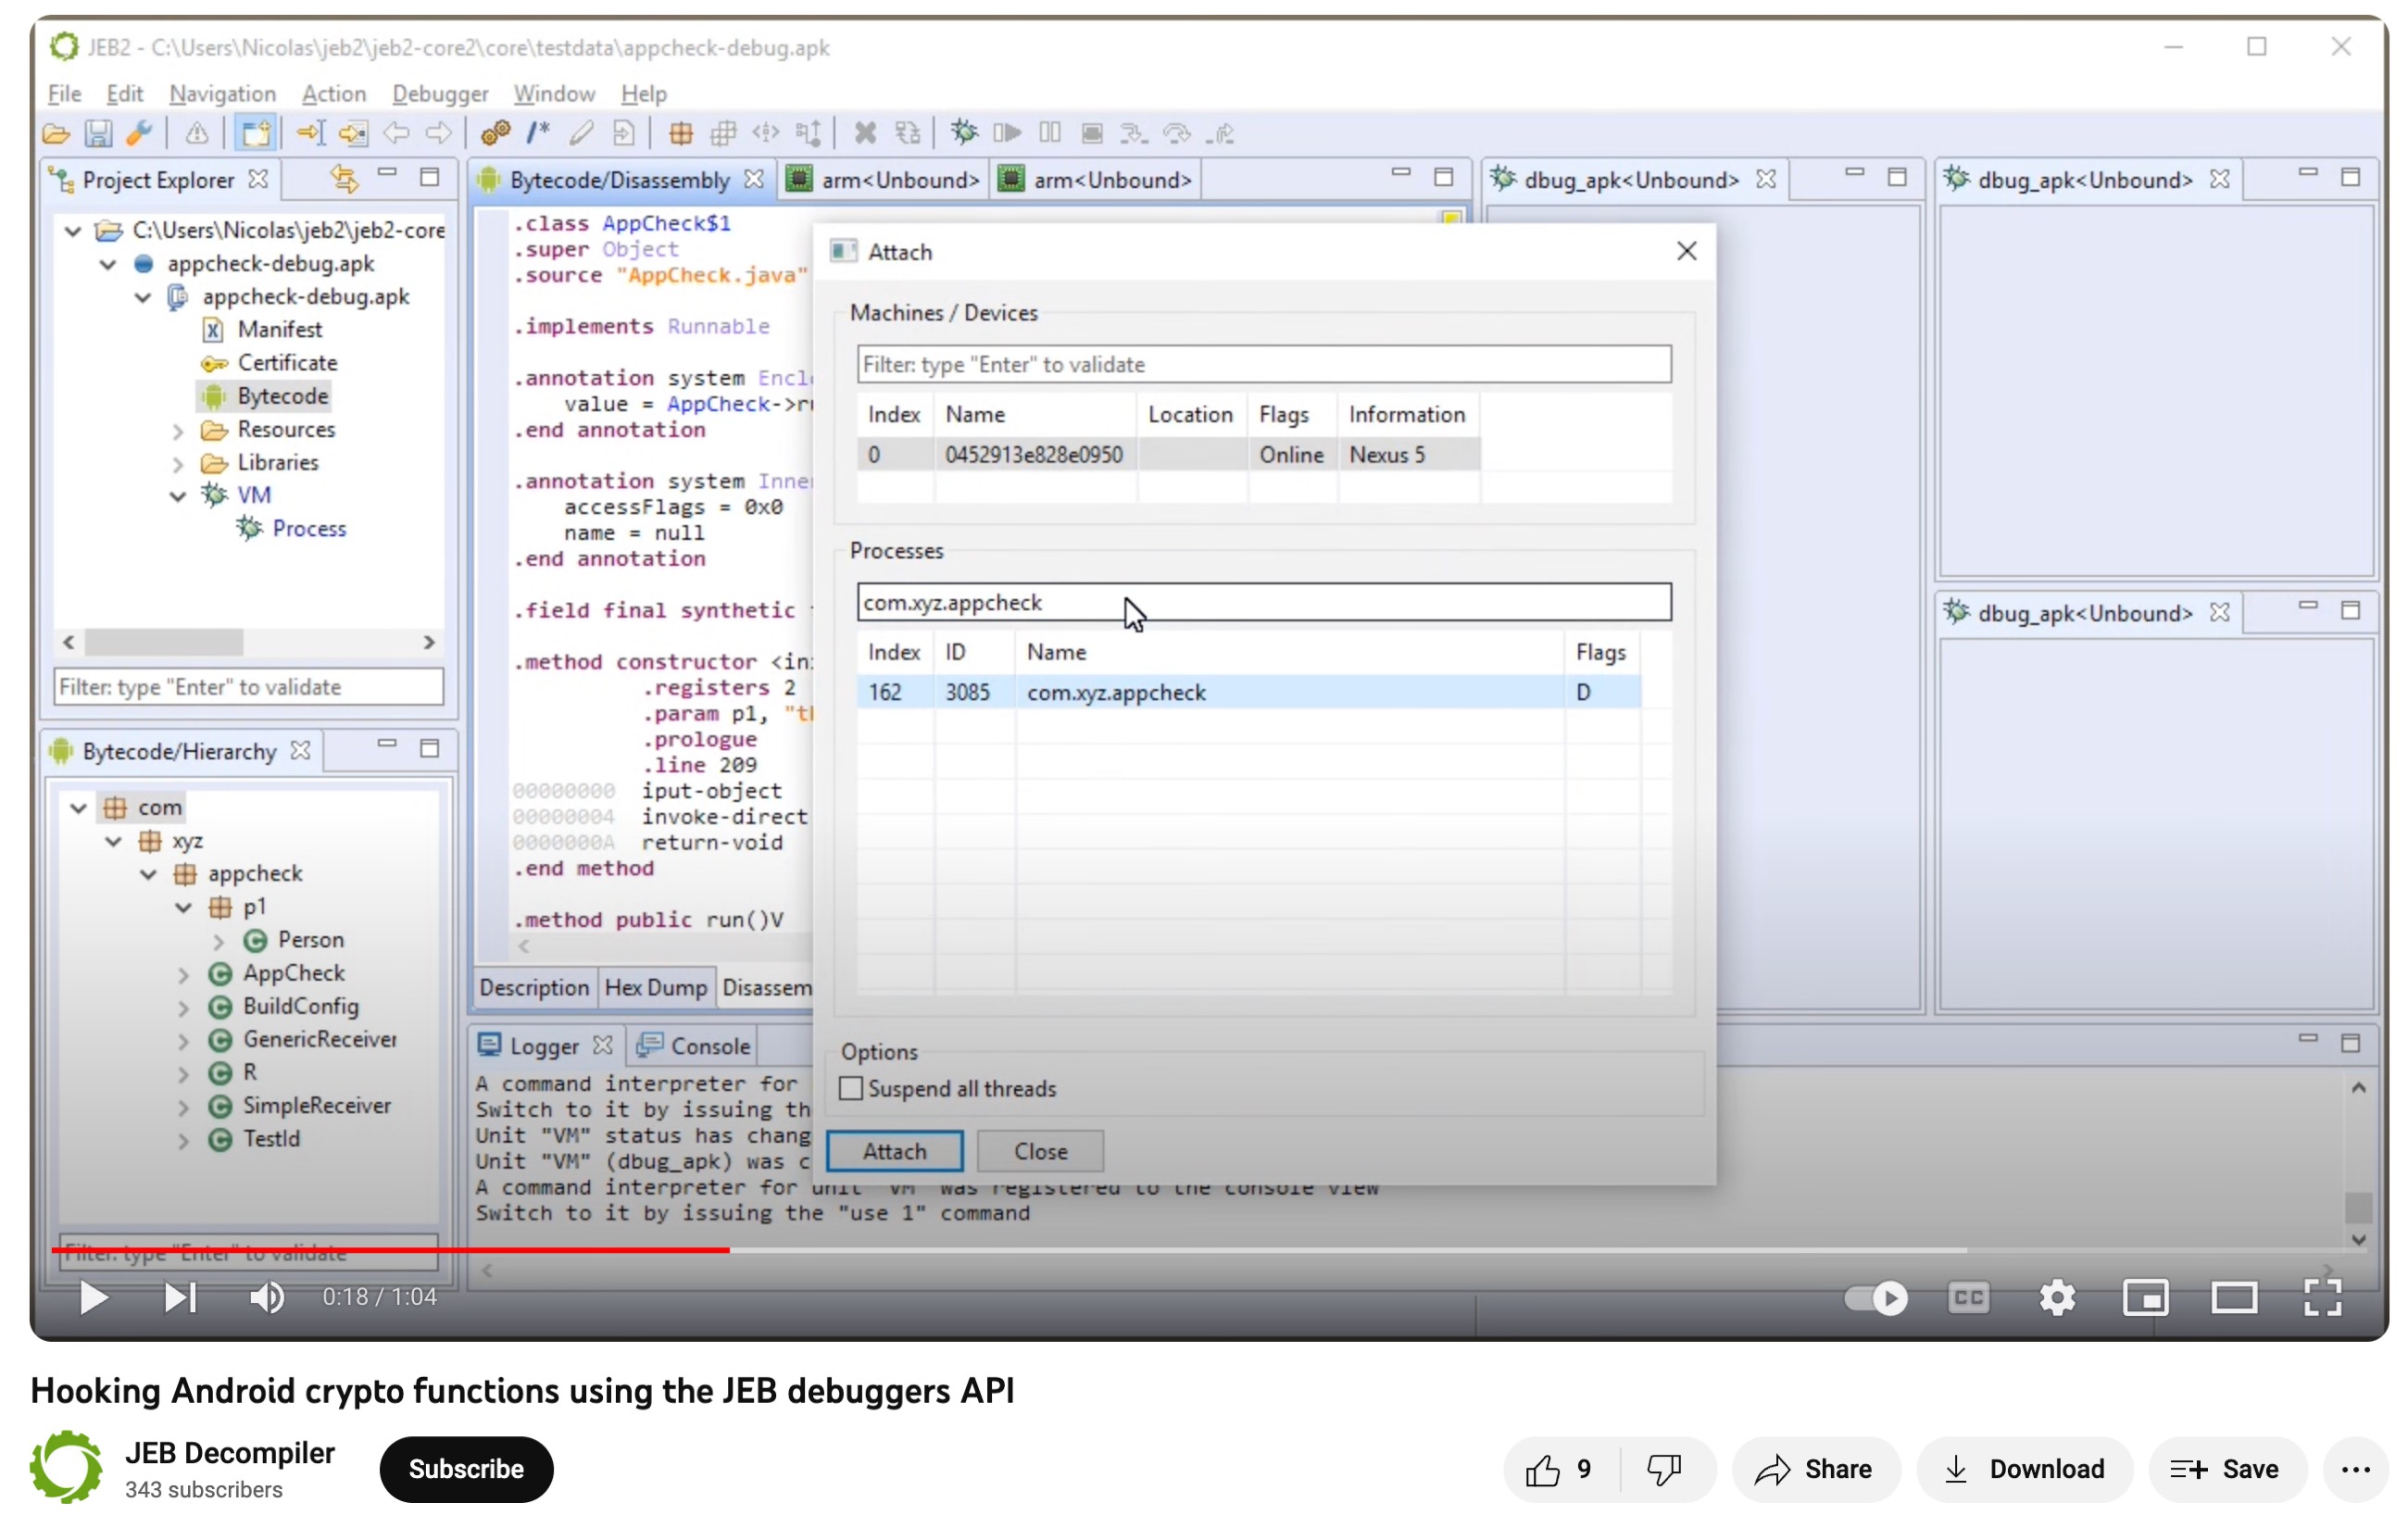 JEB2 - C:\Users\Nicolas\jeb2\jeb2-core2\core\testdata\appcheck-debug.apk
File Edit Navigation Action Debugger Window Help
Project Explorer
C:\Users\Nicolas\jeb2\jeb2-core
appcheck-debug.apk
appcheck-debug.apk
Manifest
Certificate
Bytecode
Resources
Libraries
VM
Process
Filter: type "Enter" to validate
Bytecode/Hierarchy
com
xyz
appcheck
p1
Person
AppCheck
BuildConfig
GenericReceiver
R
SimpleReceiver
TestId
Filter: type "Enter" to validate
Bytecode/Disassembly arm<Unbound> arm<Unbound>
.class AppCheck$1
.super Object
.source "AppCheck.java"
.implements Runnable
.annotation system Encl
value = AppCheck->r
.end annotation
.annotation system Inne
accessFlags = 0x0
name = null
.end annotation
.field final synthetic
.method constructor <in
.registers 2
.param p1, "t
.prologue
.line 209
00000000 iput-object
00000004 invoke-direct
0000000A return-void
.end method
.method public run()V
Description Hex Dump Disassem
Attach
Machines / Devices
Filter: type "Enter" to validate
Index Name Location Flags Information
0 0452913e828e0950 Online Nexus 5
Processes
com.xyz.appcheck
Index ID Name Flags
162 3085 com.xyz.appcheck D
Options
Suspend all threads
Attach Close
dbug_apk<Unbound>
dbug_apk<Unbound>
dbug_apk<Unbound>
Logger Console
A command interpreter for
Switch to it by issuing th
Unit "VM" status has chang
Unit "VM" (dbug_apk) was c
A command interpreter for unit "VM" was registered to the console view
Switch to it by issuing the "use 1" command
0:18 / 1:04
CC
Hooking Android crypto functions using the JEB debuggers API
JEB Decompiler
343 subscribers
Subscribe
9
Share
Download
Save